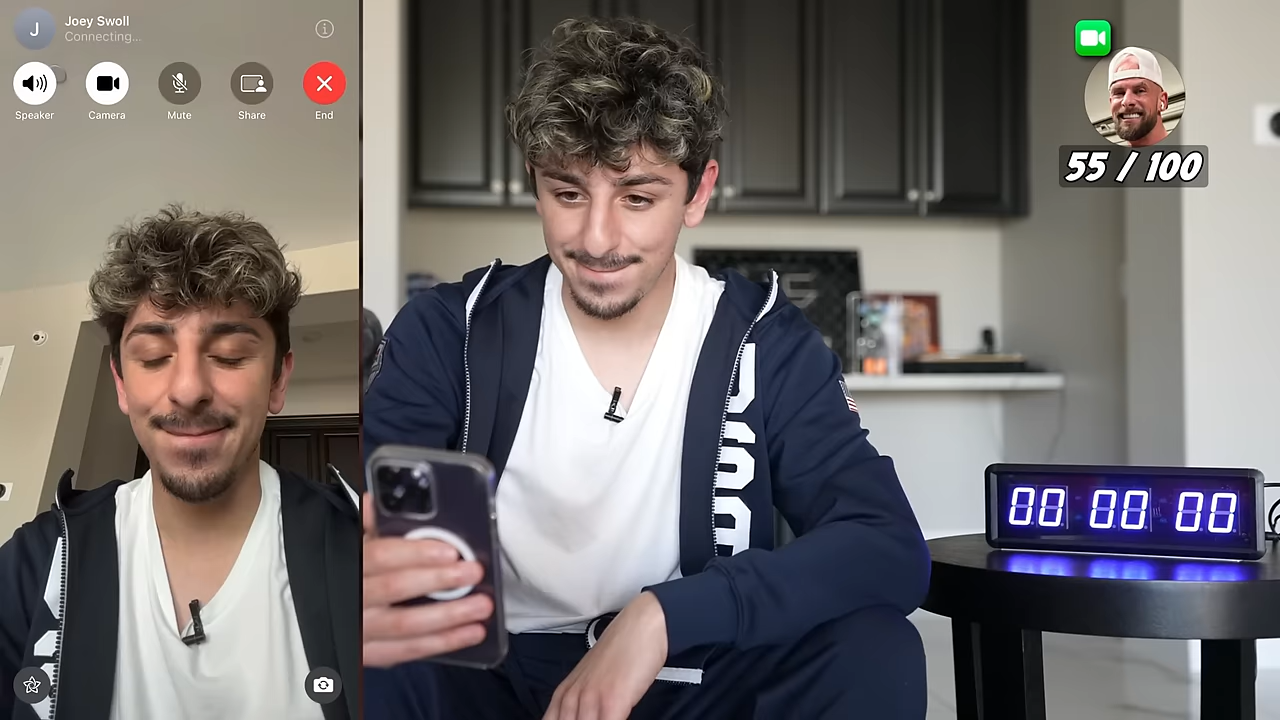 J
Joey Swoll
Connecting...
Speaker
Camera
Mute
Share
End
55 / 100
00 00 00